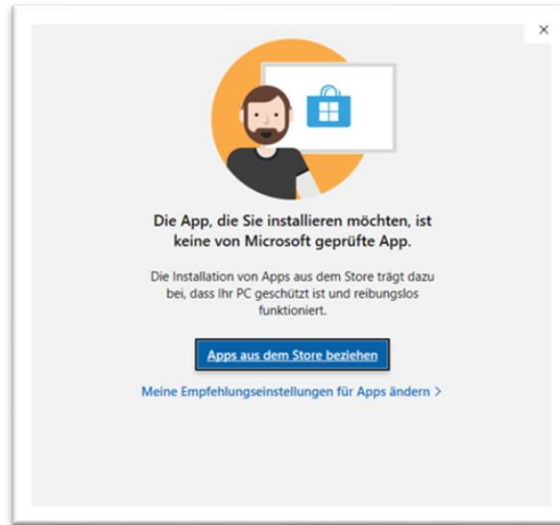 Die App, die Sie installieren möchten, ist
keine von Microsoft geprüfte App.
Die Installation von Apps aus dem Store trägt dazu
bei, dass Ihr PC geschützt ist und reibungslos
funktioniert.
Apps aus dem Store beziehen
Meine Empfehlungseinstellungen für Apps ändern >